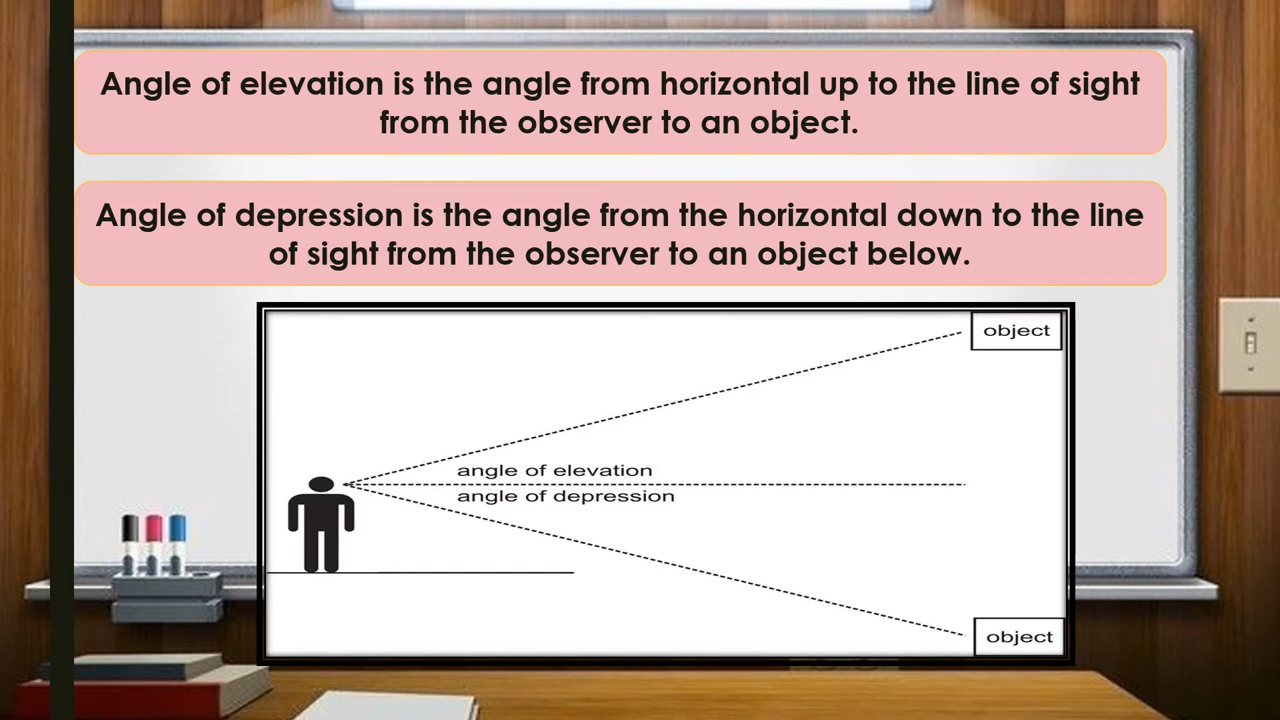 Angle of elevation is the angle from horizontal up to the line of sight
from the observer to an object.
Angle of depression is the angle from the horizontal down to the line
of sight from the observer to an object below.
object
angle of elevation
angle of depression
object